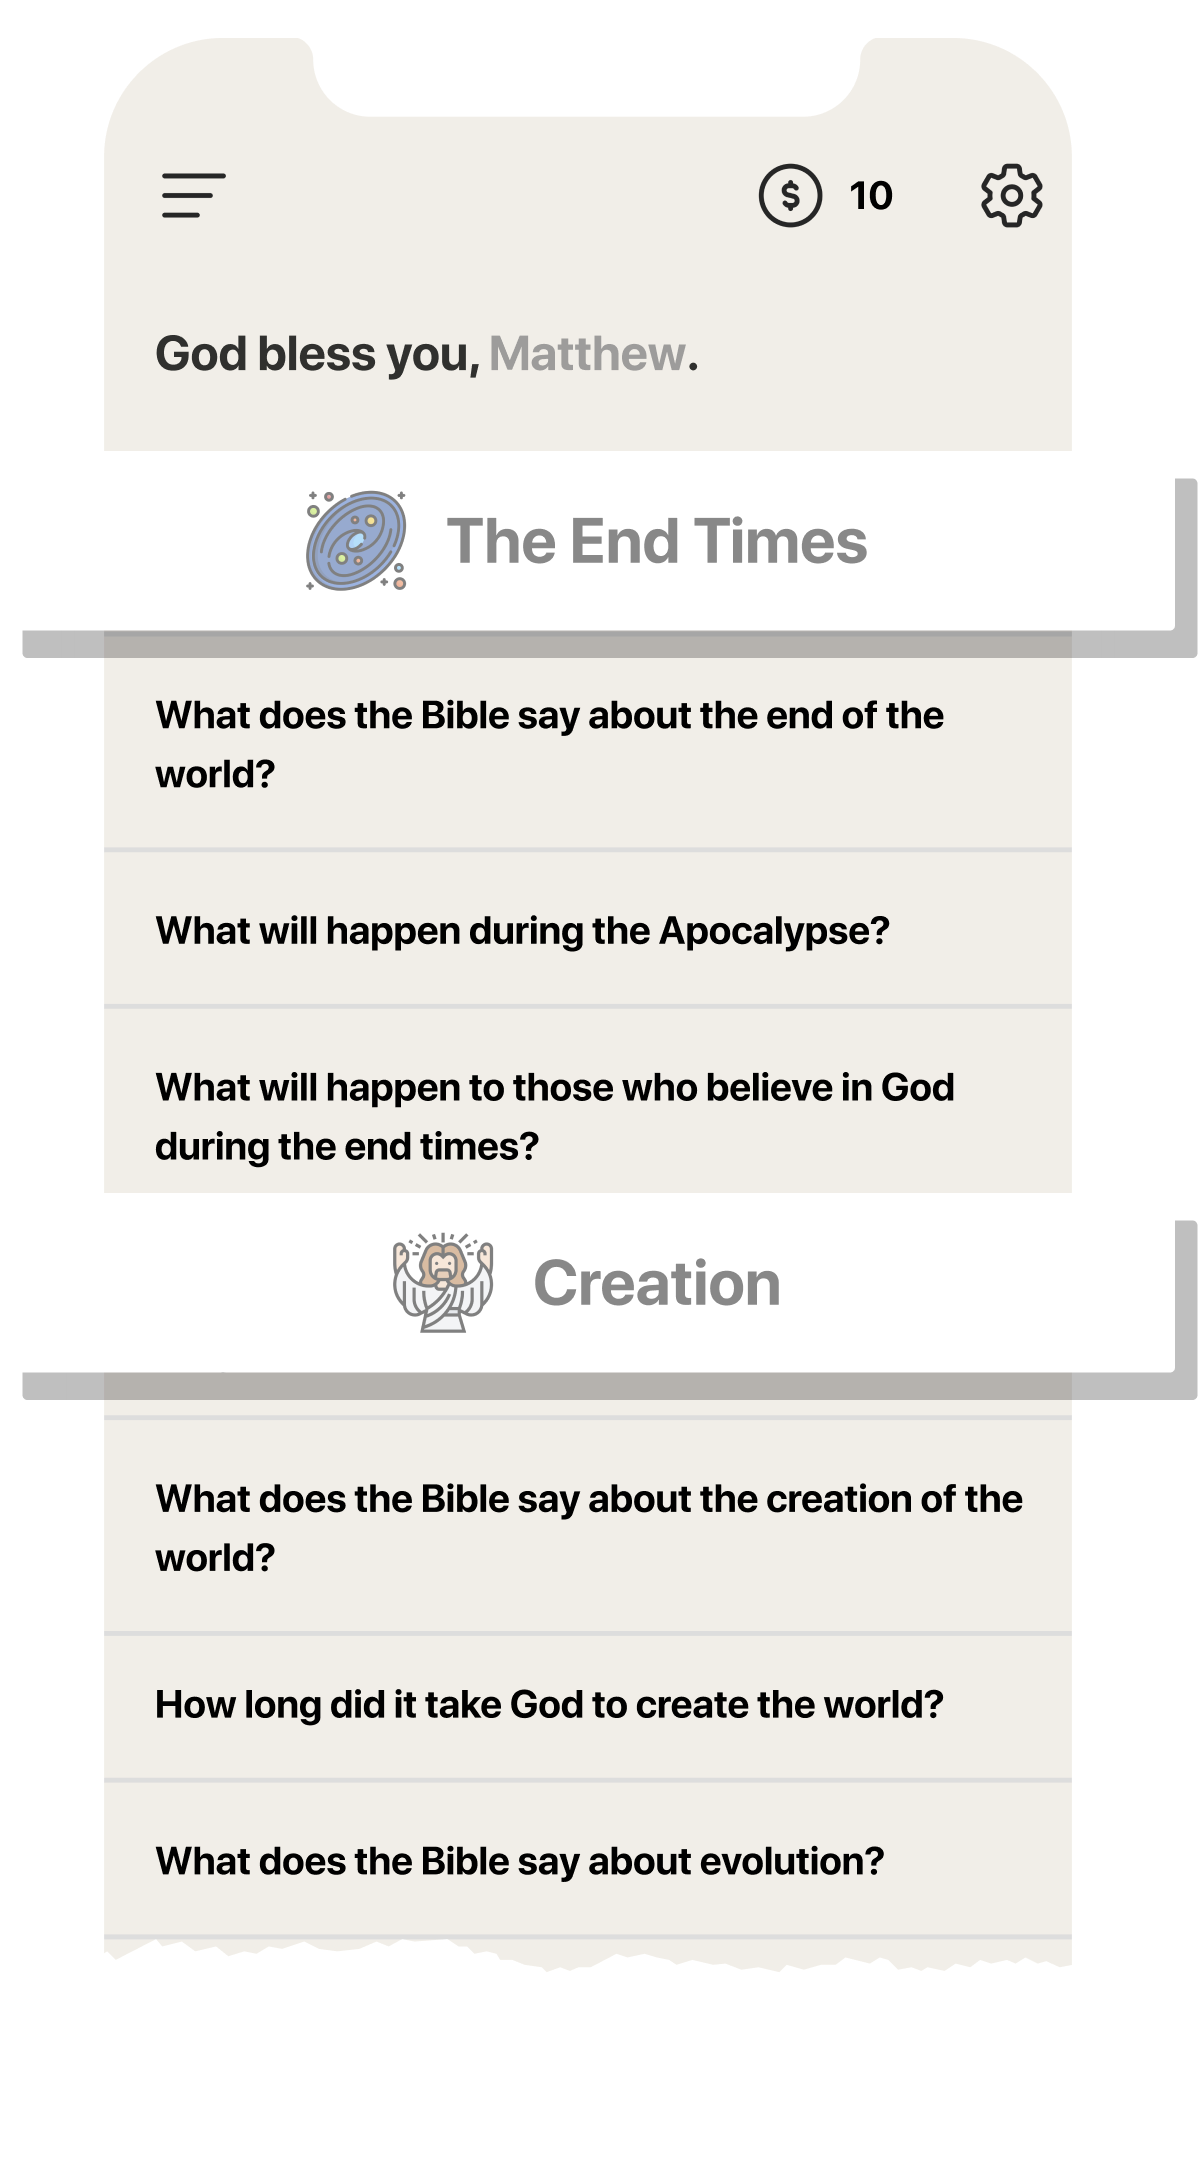 $ 10
God bless you, Matthew.
The End Times
What does the Bible say about the end of the
world?
What will happen during the Apocalypse?
What will happen to those who believe in God
during the end times?
Creation
What does the Bible say about the creation of the
world?
How long did it take God to create the world?
What does the Bible say about evolution?